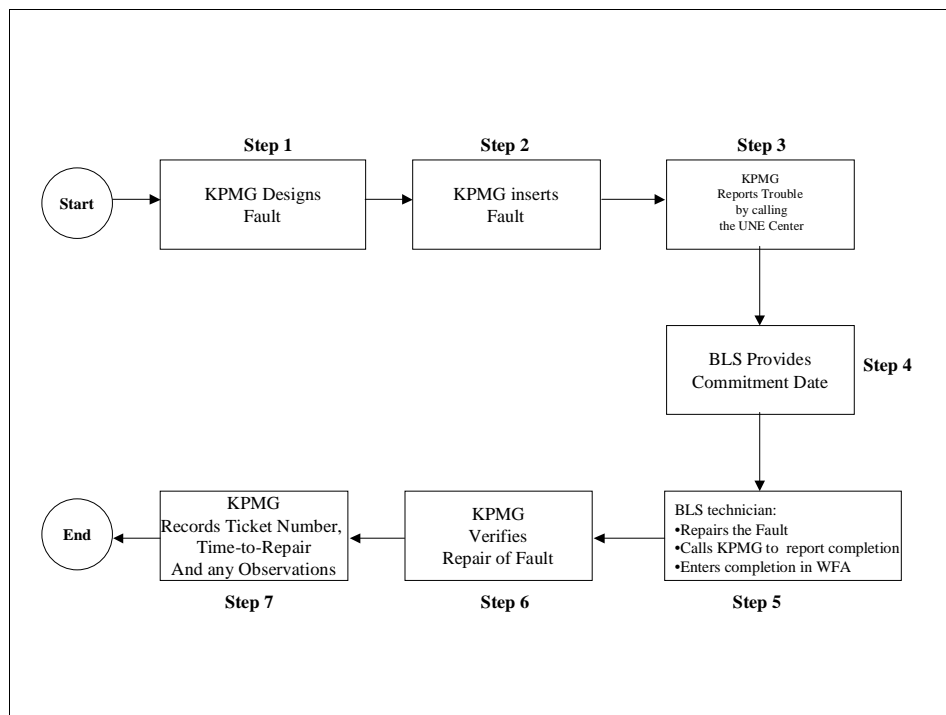 Step 1
Step 2
Step 3
Start
KPMG Designs
Fault
KPMG inserts
Fault
KPMG
Reports Trouble
by calling
the UNE Center
BLS Provides
Commitment Date
Step 4
BLS technician:
•Repairs the Fault
•Calls KPMG to report completion
•Enters completion in WFA
Step 5
KPMG
Verifies
Repair of Fault
Step 6
KPMG
Records Ticket Number,
Time-to-Repair
And any Observations
Step 7
End